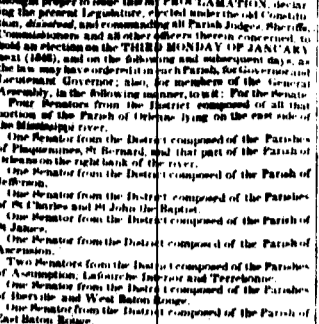 thought proper to issue this my PROCLAMATION, declar
ing the present Legislature, elected under the old Constitu
tion, dissolved, and commanding all Parish Judges, Sheriffs,
Commissioners and all other officers therein concerned to
hold an election on the THIRD MONDAY OF JANUARY
next (1846), and on the following and subsequent days, as
the law may have ordered it in each Parish, for Governor and
Lieutenant Governor; also, for members of the General
Assembly, in the following manner, to wit: For the Senate
Four Senators from the District composed of all that
portion of the Parish of Orleans lying on the east side of
the Mississippi river.
One Senator from the District composed of the Parishes
of Plaquemines, St Bernard, and that part of the Parish of
Orleans on the right bank of the river.
One Senator from the District composed of the Parish of
Jefferson.
One Senator from the District composed of the Parishes
of St Charles and St John the Baptist.
One Senator from the District composed of the Parish of
St James.
One Senator from the District composed of the Parish of
Ascension.
Two Senators from the District composed of the Parishes
of Assumption, Lafourche Interior and Terrebonne.
One Senator from the District composed of the Parishes
of Iberville and West Baton Rouge.
One Senator from the District composed of the Parish of
East Baton Rouge.